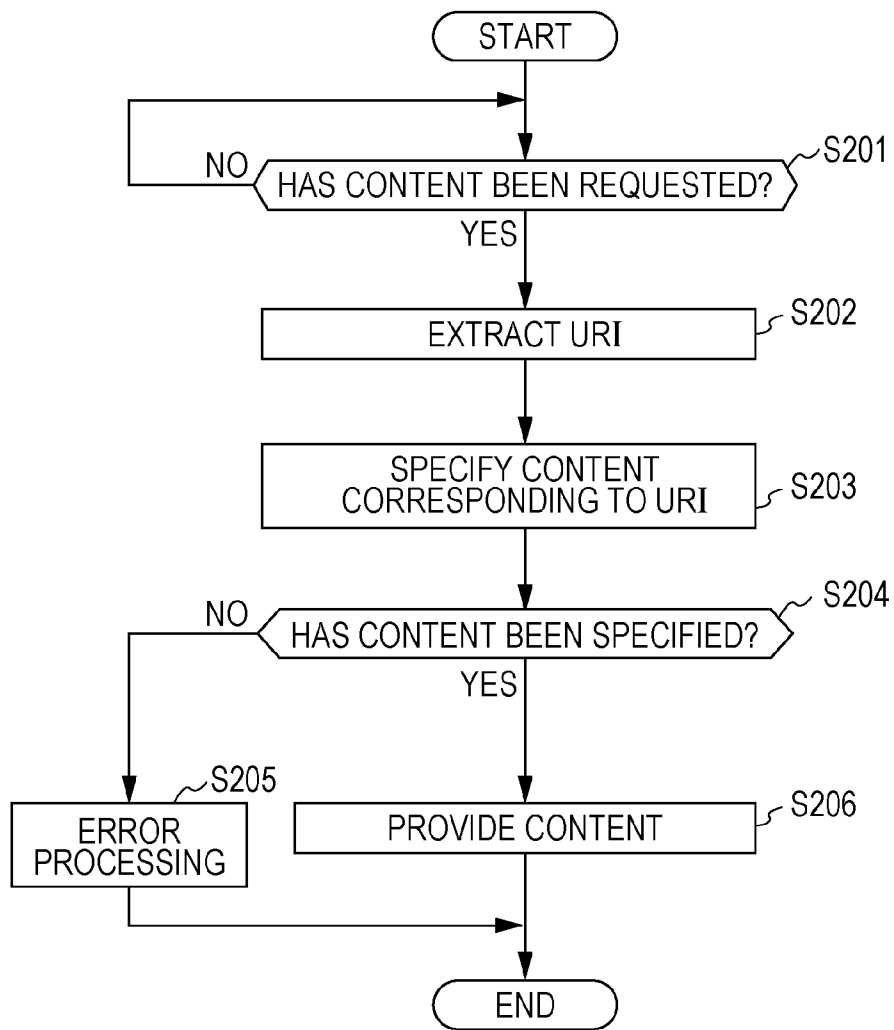 START
NO
HAS CONTENT BEEN REQUESTED?
S201
YES
EXTRACT URI
S202
SPECIFY CONTENT
CORRESPONDING TO URI
S203
NO
HAS CONTENT BEEN SPECIFIED?
S204
YES
S205
ERROR
PROCESSING
PROVIDE CONTENT
S206
END